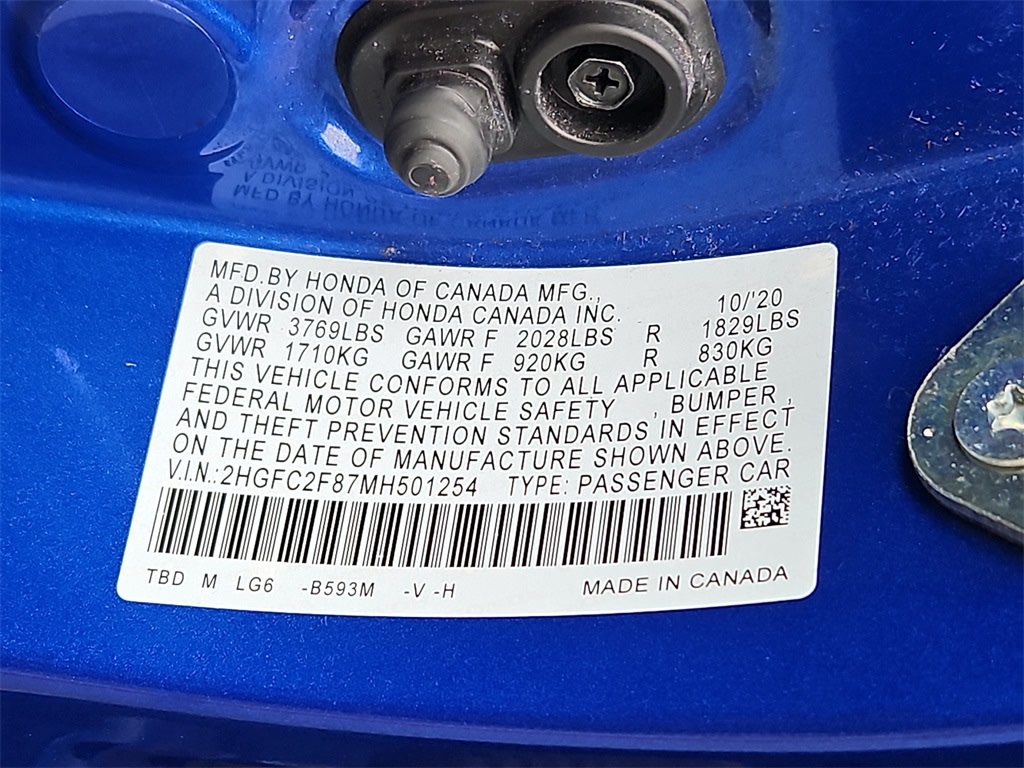 MFD.BY HONDA OF CANADA MFG.,
A DIVISION OF HONDA CANADA INC. 10/'20
GVWR 3769LBS GAWR F 2028LBS R 1829LBS
GVWR 1710KG GAWR F 920KG R 830KG
THIS VEHICLE CONFORMS TO ALL APPLICABLE
FEDERAL MOTOR VEHICLE SAFETY , BUMPER ,
AND THEFT PREVENTION STANDARDS IN EFFECT
ON THE DATE OF MANUFACTURE SHOWN ABOVE.
V.I.N.:2HGFC2F87MH501254 TYPE: PASSENGER CAR
TBD M LG6 -B593M -V -H MADE IN CANADA